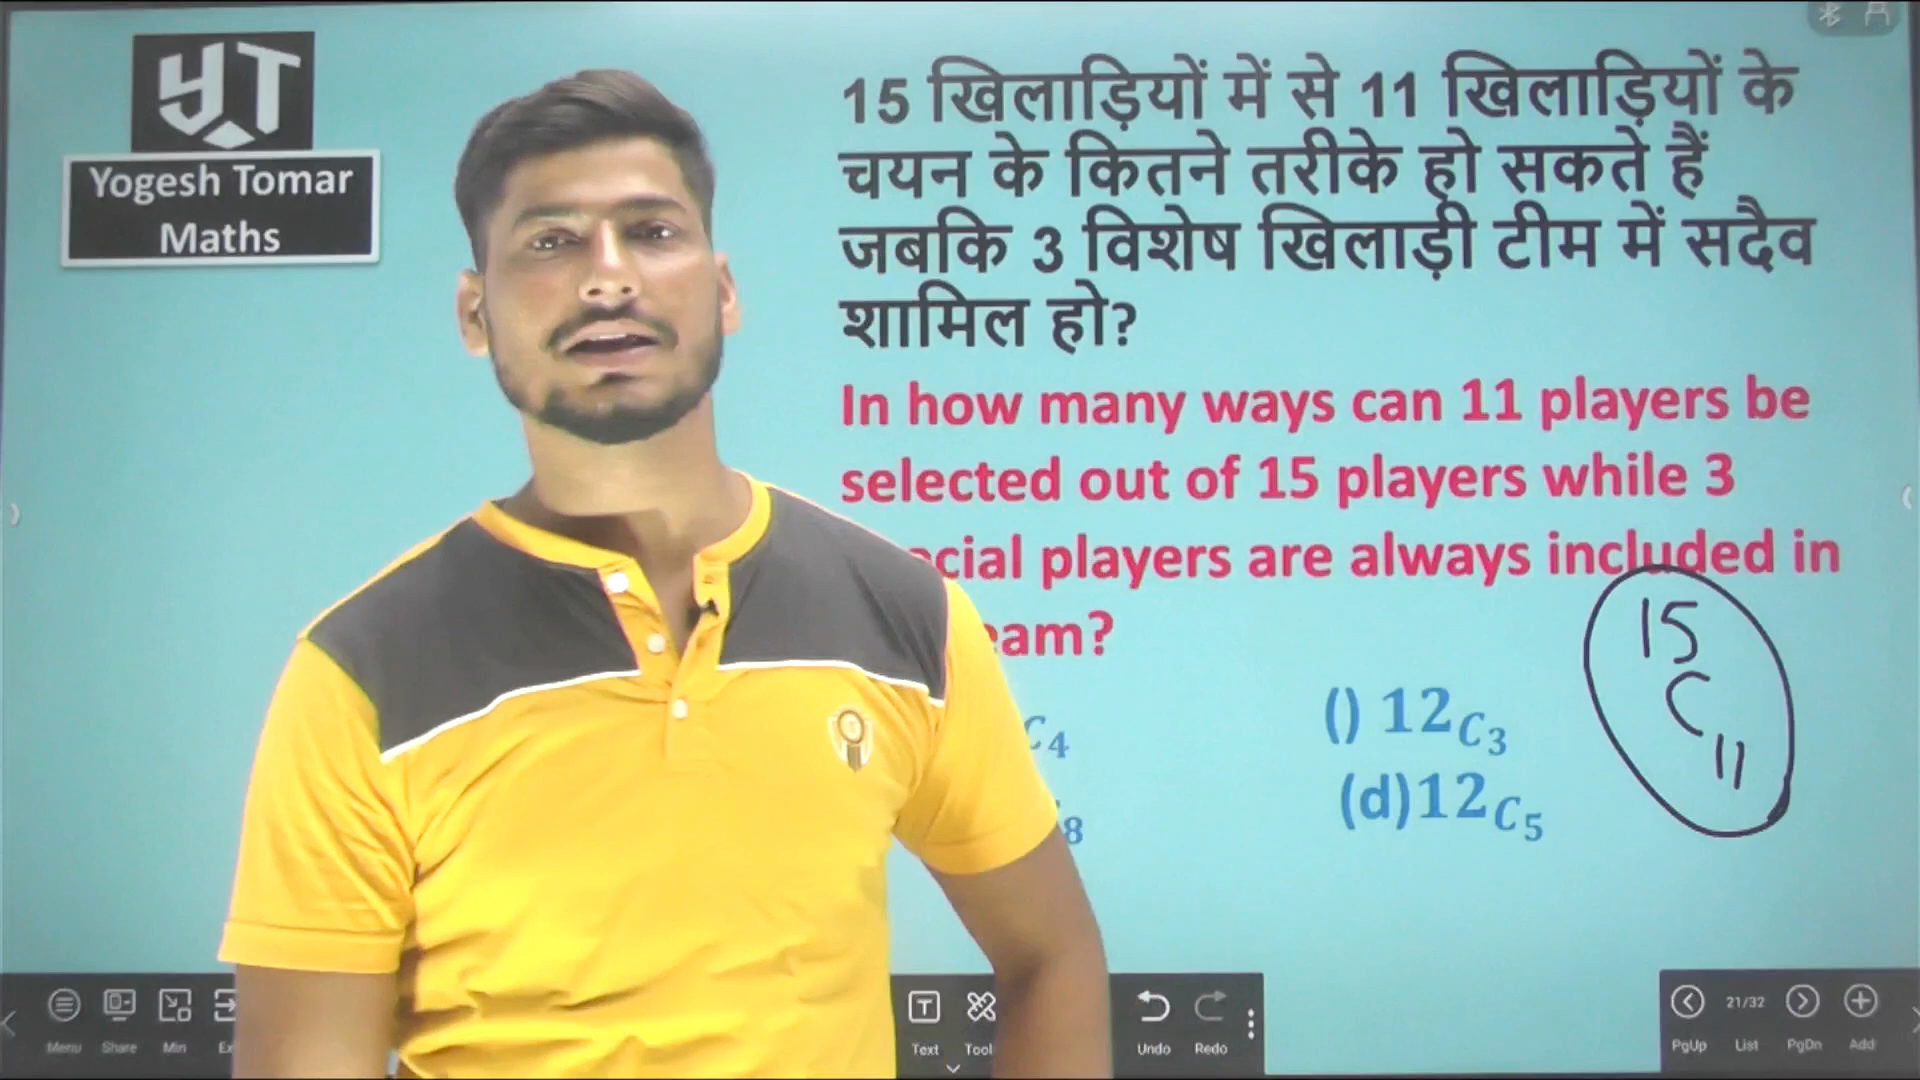 YT
Yogesh Tomar
Maths
15 खिलाड़ियों में से 11 खिलाड़ियों के
चयन के कितने तरीके हो सकते हैं
जबकि 3 विशेष खिलाड़ी टीम में सदैव
शामिल हो?
In how many ways can 11 players be
selected out of 15 players while 3
players are always included in
() 12C3
(d)12C5
15
C
11
Menu Share Min Text Undo Redo PgUp List PgDn Add
21/32